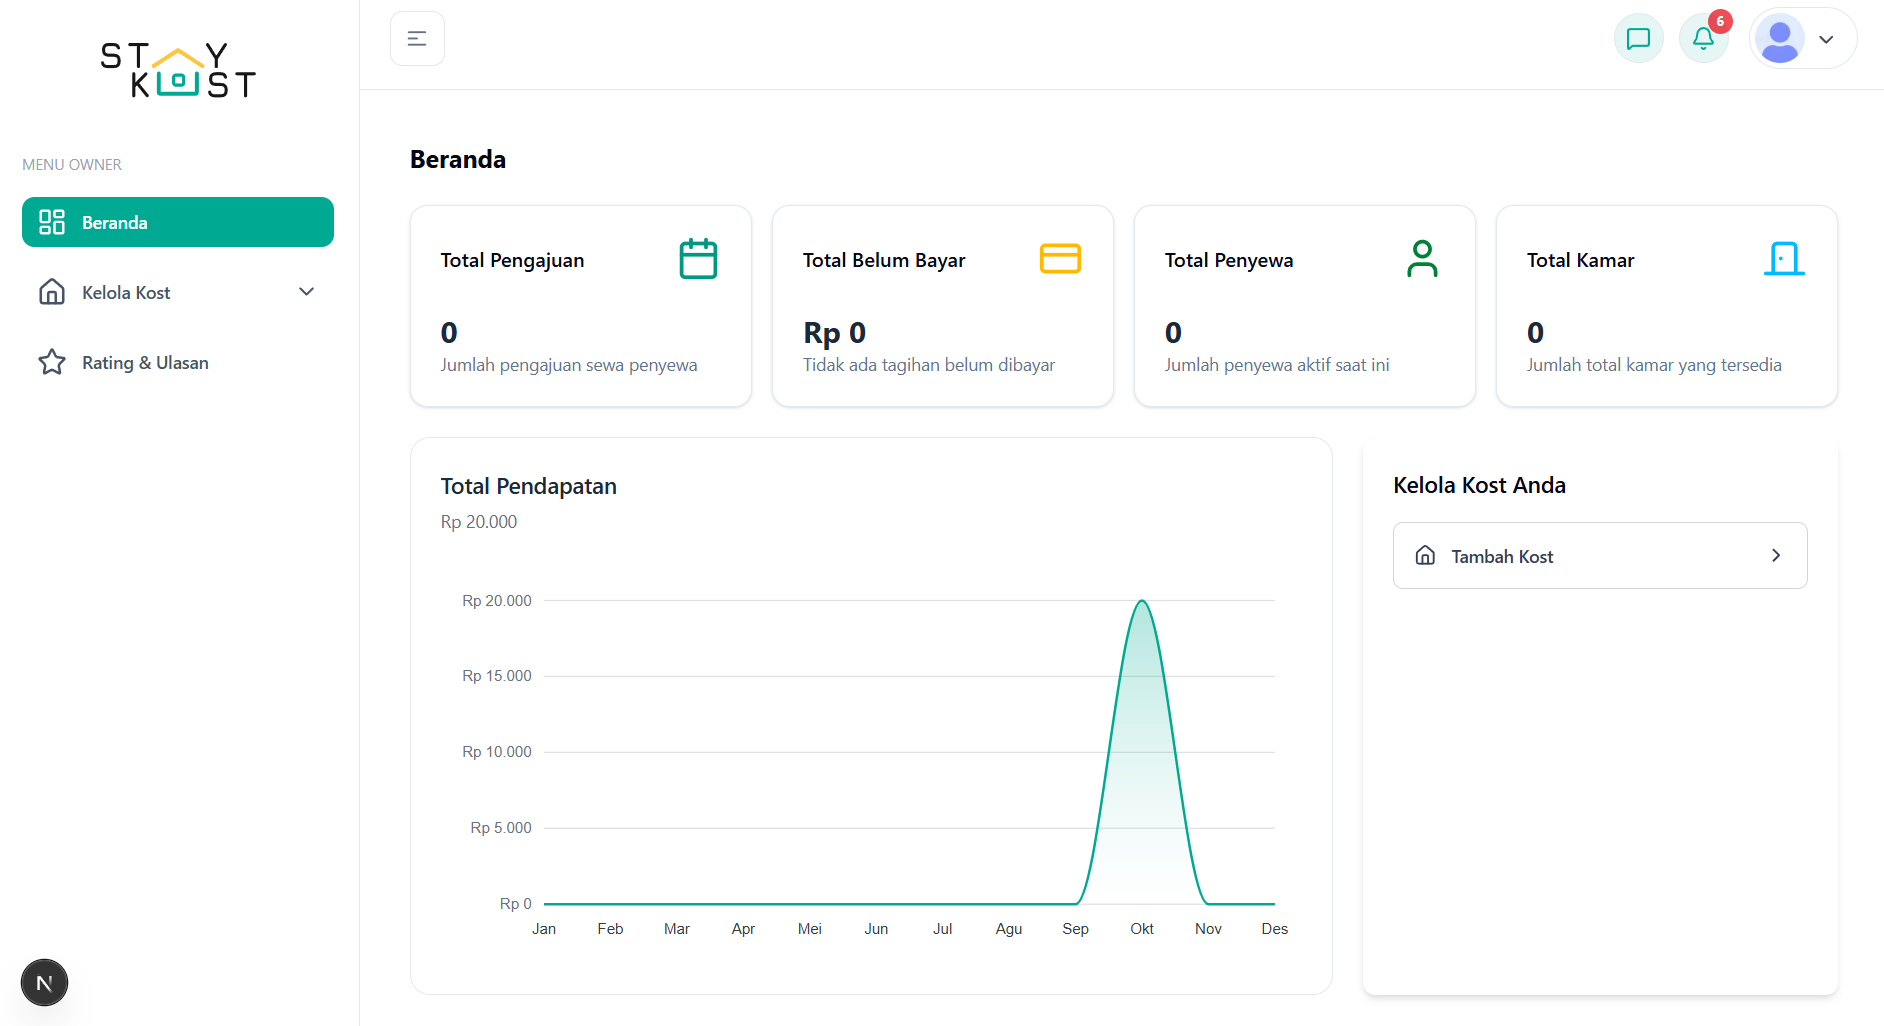 STAY
KOST
6
MENU OWNER
Beranda
Kelola Kost
Rating & Ulasan
Beranda
Total Pengajuan
0
Jumlah pengajuan sewa penyewa
Total Belum Bayar
Rp 0
Tidak ada tagihan belum dibayar
Total Penyewa
0
Jumlah penyewa aktif saat ini
Total Kamar
0
Jumlah total kamar yang tersedia
Total Pendapatan
Rp 20.000
Rp 20.000
Rp 15.000
Rp 10.000
Rp 5.000
Rp 0
Jan Feb Mar Apr Mei Jun Jul Agu Sep Okt Nov Des
Kelola Kost Anda
Tambah Kost
N